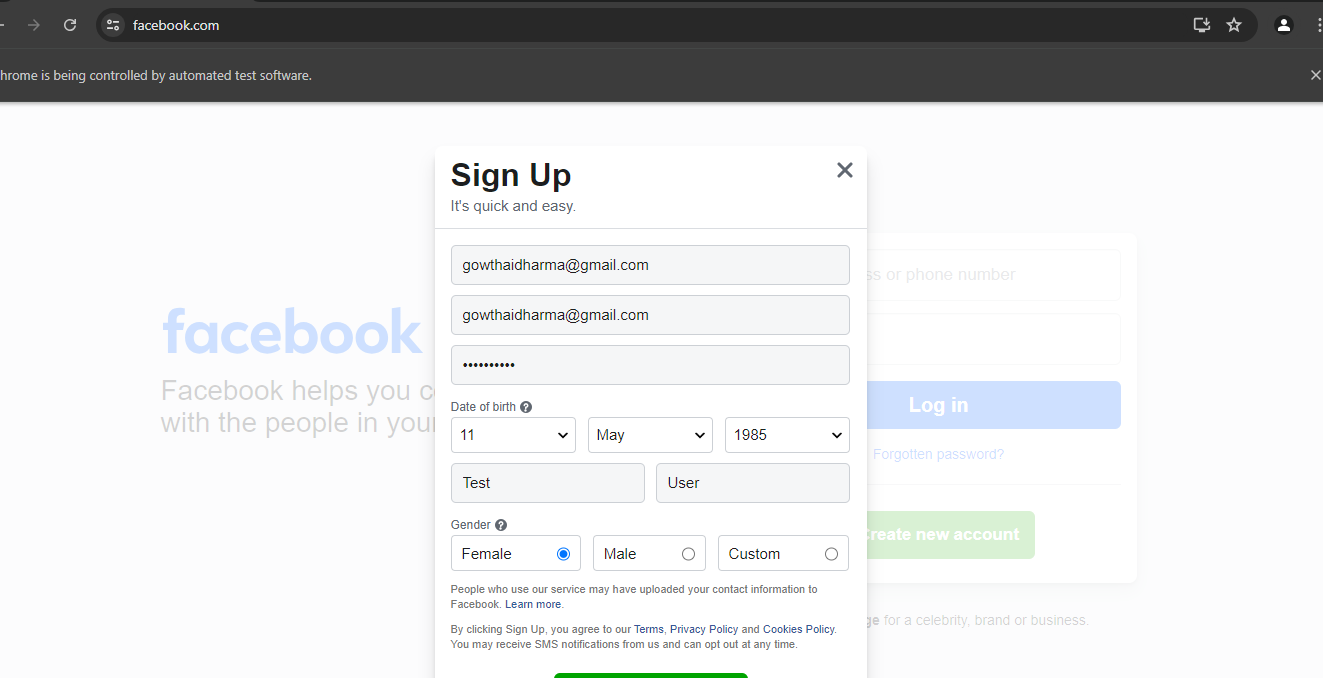 facebook.com
hrome is being controlled by automated test software.
Sign Up
It's quick and easy.
gowthaidharma@gmail.com
gowthaidharma@gmail.com
••••••••••
Date of birth ?
11 May 1985
Test User
Gender ?
Female Male Custom
People who use our service may have uploaded your contact information to
Facebook. Learn more.
By clicking Sign Up, you agree to our Terms, Privacy Policy and Cookies Policy.
You may receive SMS notifications from us and can opt out at any time.
facebook
Facebook helps you c
with the people in your
ss or phone number
Log in
Forgotten password?
Create new account
ge for a celebrity, brand or business.